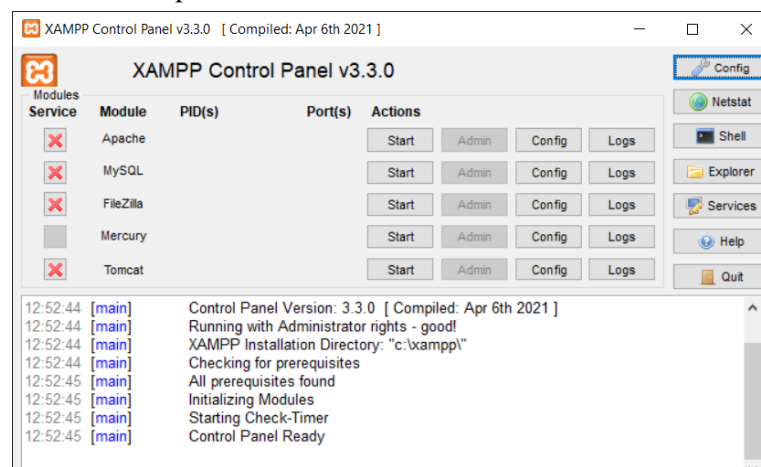 XAMPP Control Panel v3.3.0 [ Compiled: Apr 6th 2021 ]
XAMPP Control Panel v3.3.0
Config
Modules
Service Module PID(s) Port(s) Actions
Netstat
Apache Start Admin Config Logs
Shell
MySQL Start Admin Config Logs
Explorer
FileZilla Start Admin Config Logs
Services
Mercury Start Admin Config Logs
Help
Tomcat Start Admin Config Logs
Quit
12:52:44 [main] Control Panel Version: 3.3.0 [ Compiled: Apr 6th 2021 ]
12:52:44 [main] Running with Administrator rights - good!
12:52:44 [main] XAMPP Installation Directory: "c:\xampp\"
12:52:44 [main] Checking for prerequisites
12:52:45 [main] All prerequisites found
12:52:45 [main] Initializing Modules
12:52:45 [main] Starting Check-Timer
12:52:45 [main] Control Panel Ready